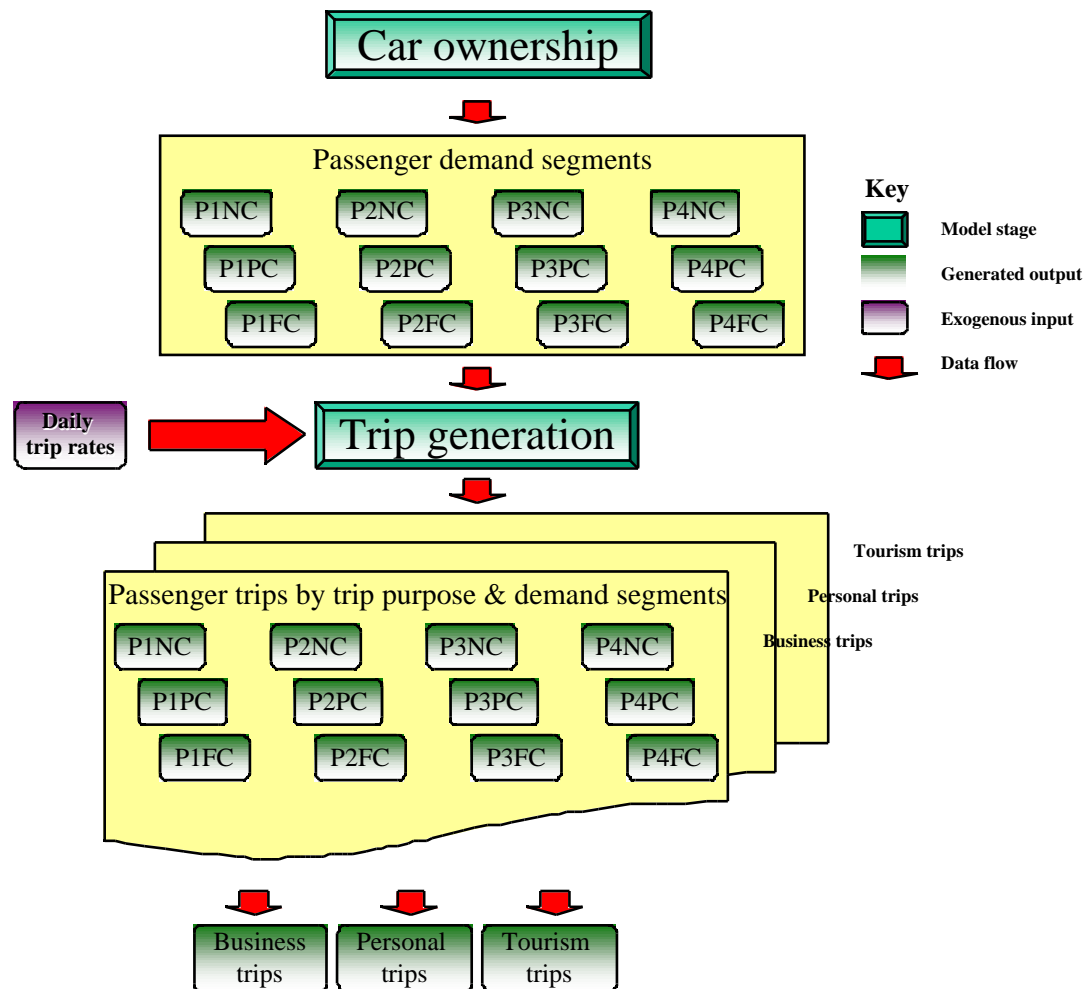 Car ownership
Passenger demand segments
P1NC P2NC P3NC P4NC
P1PC P2PC P3PC P4PC
P1FC P2FC P3FC P4FC
Key
Model stage
Generated output
Exogenous input
Data flow
Daily
trip rates
Trip generation
Tourism trips
Personal trips
Business trips
Passenger trips by trip purpose & demand segments
P1NC P2NC P3NC P4NC
P1PC P2PC P3PC P4PC
P1FC P2FC P3FC P4FC
Business
trips
Personal
trips
Tourism
trips